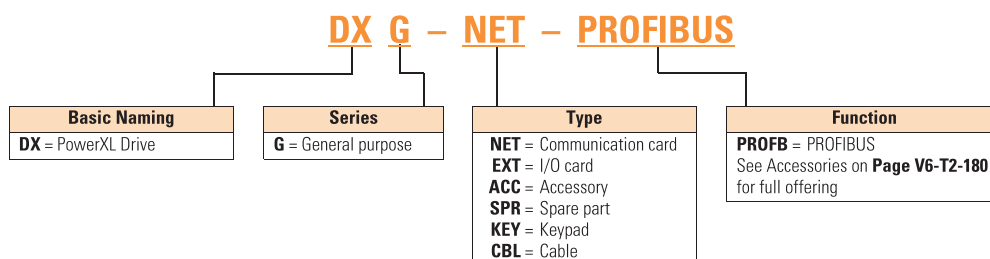 DX G – NET – PROFIBUS
Basic Naming
DX = PowerXL Drive
Series
G = General purpose
Type
NET = Communication card
EXT = I/O card
ACC = Accessory
SPR = Spare part
KEY = Keypad
CBL = Cable
Function
PROFB = PROFIBUS
See Accessories on Page V6-T2-180
for full offering